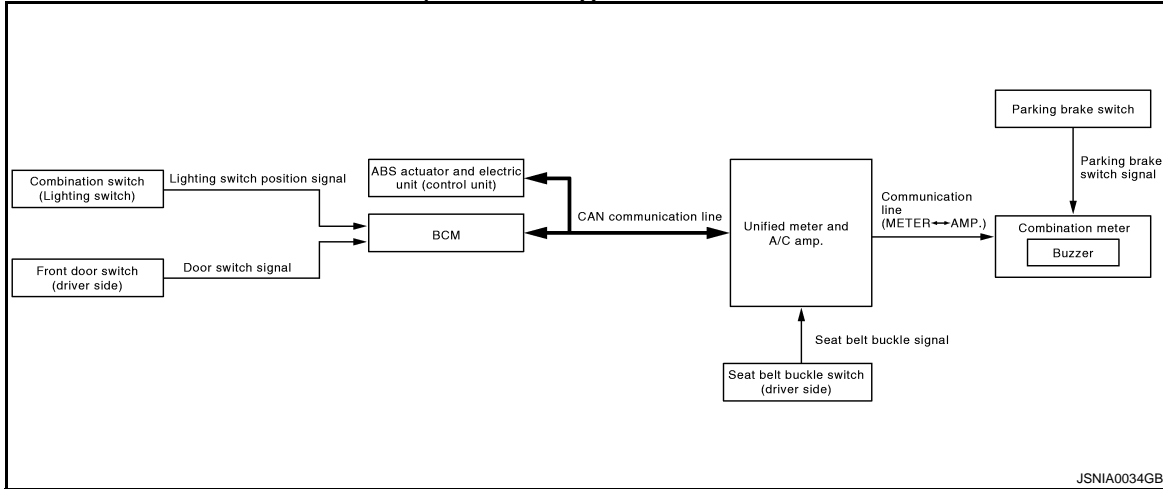 Parking brake switch
Parking brake
switch signal
Combination switch
(Lighting switch)
Lighting switch position signal
ABS actuator and electric
unit (control unit)
BCM
CAN communication line
Unified meter and
A/C amp.
Communication
line
(METER↔AMP.)
Combination meter
Buzzer
Front door switch
(driver side)
Door switch signal
Seat belt buckle signal
Seat belt buckle switch
(driver side)
JSNIA0034GB